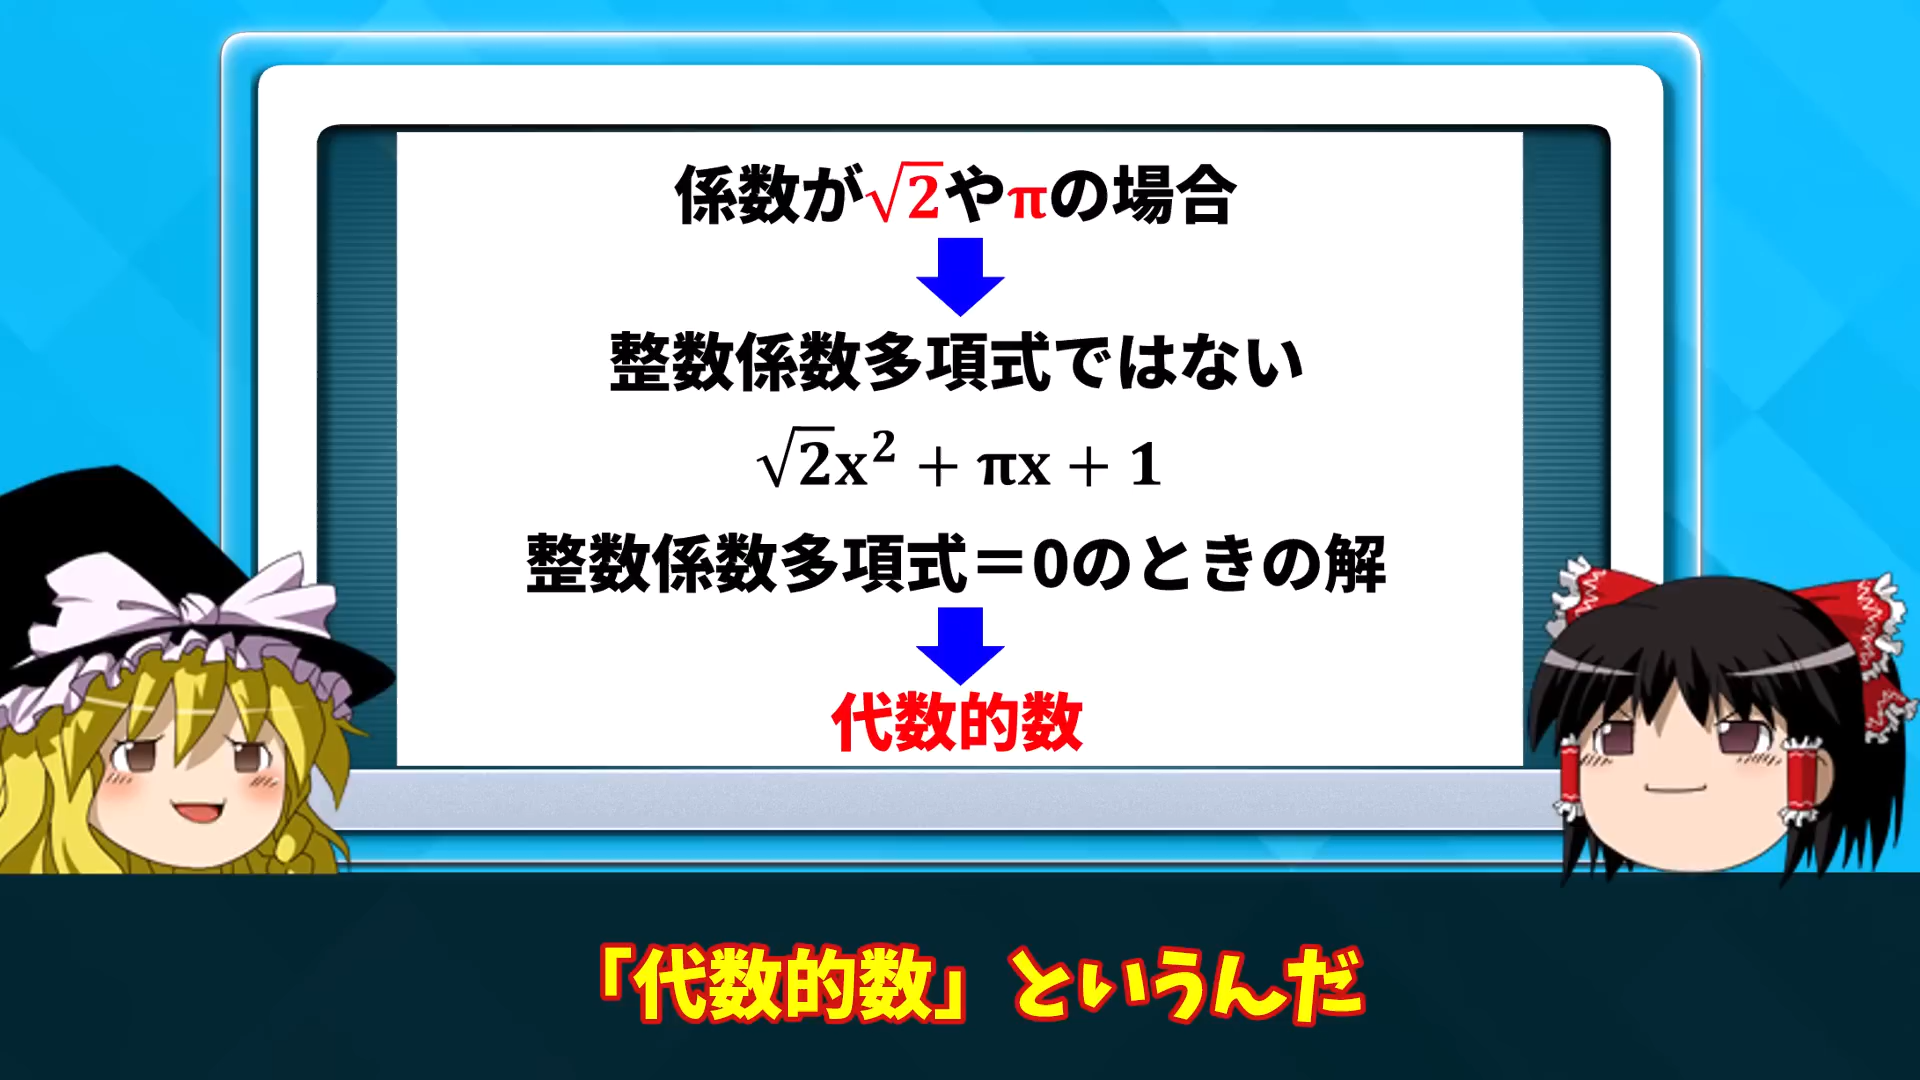 係数が√2やπの場合
整数係数多項式ではない
√2x² + πx + 1
整数係数多項式＝0のときの解
代数的数
「代数的数」というんだ